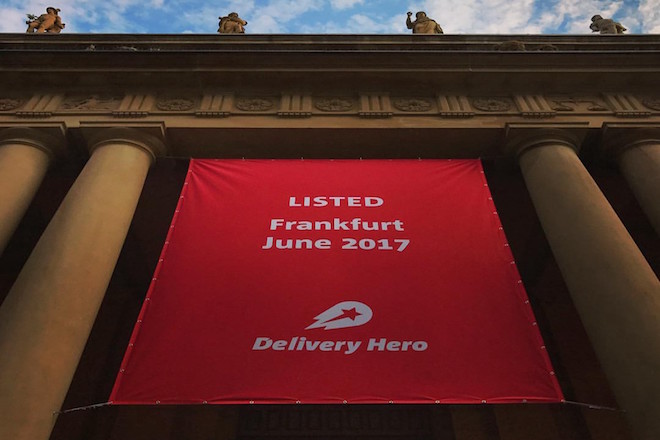 LISTED
Frankfurt
June 2017
Delivery Hero